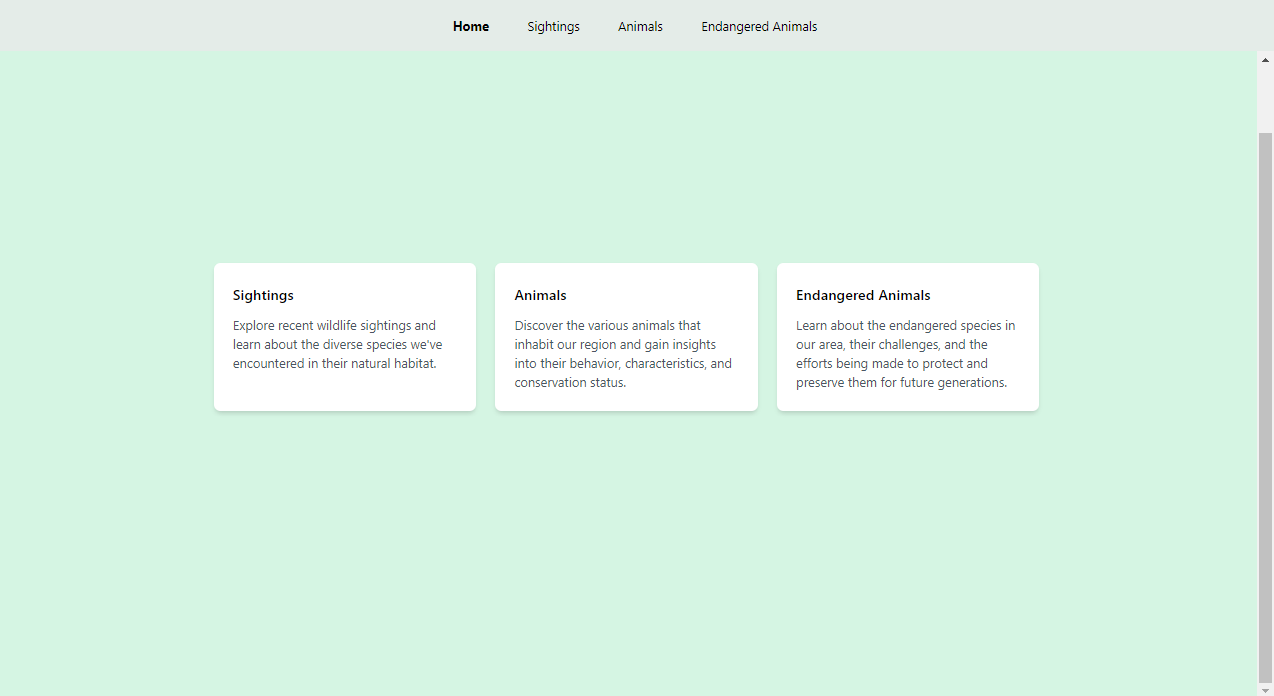 Home Sightings Animals Endangered Animals
Sightings
Explore recent wildlife sightings and
learn about the diverse species we've
encountered in their natural habitat.
Animals
Discover the various animals that
inhabit our region and gain insights
into their behavior, characteristics, and
conservation status.
Endangered Animals
Learn about the endangered species in
our area, their challenges, and the
efforts being made to protect and
preserve them for future generations.